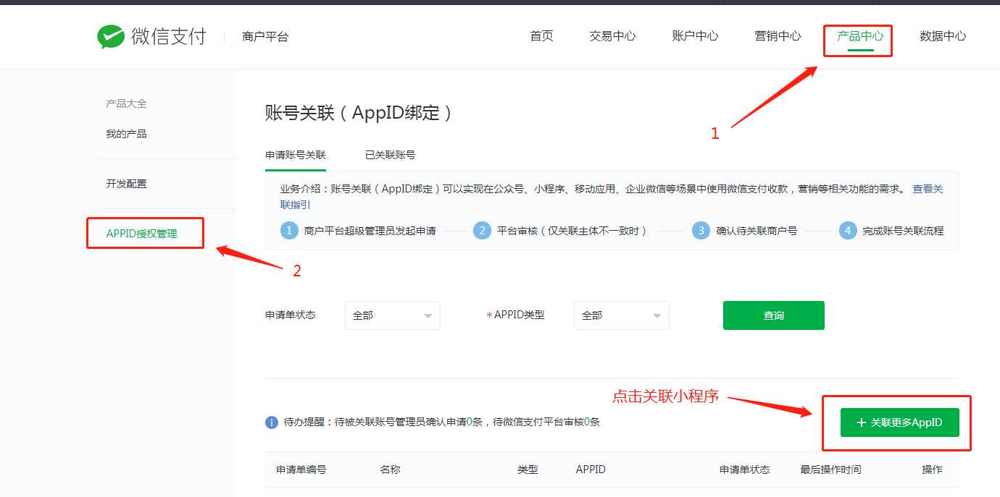 微信支付 商户平台 首页 交易中心 账户中心 营销中心 产品中心 数据中心
产品大全
我的产品
开发配置
APPID授权管理
1
2
账号关联（AppID绑定）
申请账号关联 已关联账号
业务介绍：账号关联（AppID绑定）可以实现在公众号、小程序、移动应用、企业微信等场景中使用微信支付收款，营销等相关功能的需求。 查看关
联指引
1 商户平台超级管理员发起申请 2 平台审核（仅关联主体不一致时） 3 确认待关联商户号 4 完成账号关联流程
申请单状态 全部 *APPID类型 全部 查询
点击关联小程序
待办提醒：待被关联账号管理员确认申请0条，待微信支付平台审核0条 + 关联更多AppID
申请单编号 名称 类型 APPID 申请单状态 最后操作时间 操作